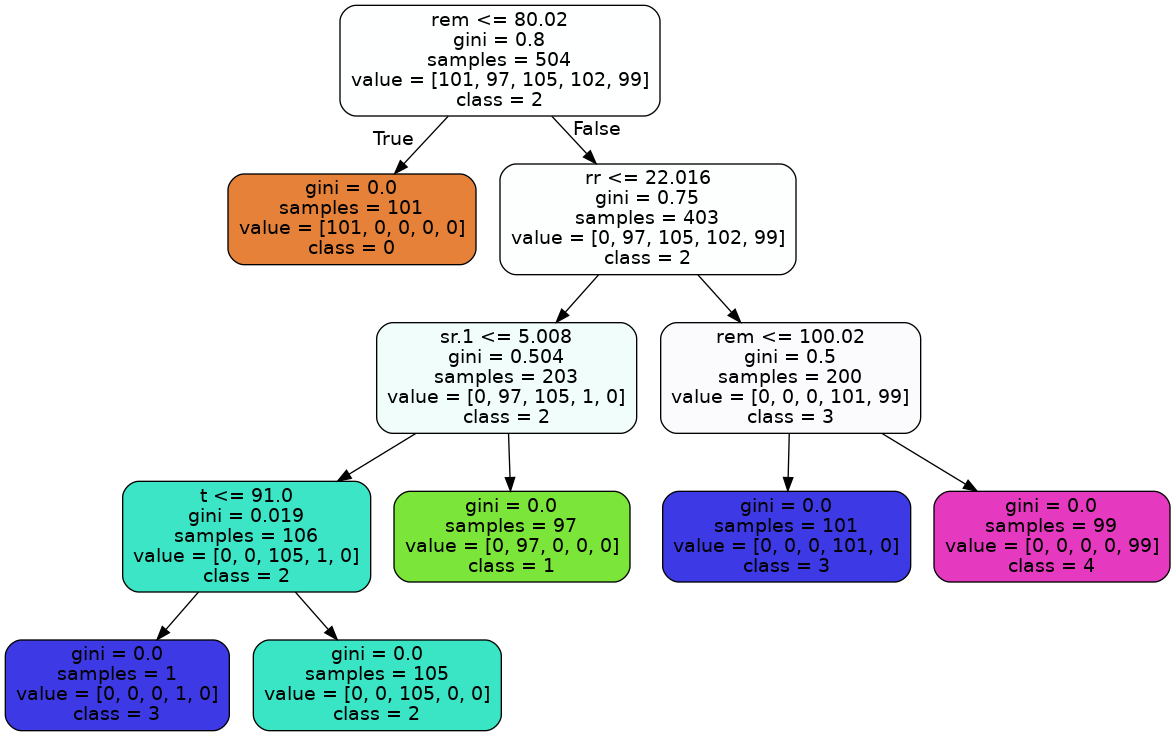 rem <= 80.02
gini = 0.8
samples = 504
value = [101, 97, 105, 102, 99]
class = 2
True
False
gini = 0.0
samples = 101
value = [101, 0, 0, 0, 0]
class = 0
rr <= 22.016
gini = 0.75
samples = 403
value = [0, 97, 105, 102, 99]
class = 2
sr.1 <= 5.008
gini = 0.504
samples = 203
value = [0, 97, 105, 1, 0]
class = 2
rem <= 100.02
gini = 0.5
samples = 200
value = [0, 0, 0, 101, 99]
class = 3
t <= 91.0
gini = 0.019
samples = 106
value = [0, 0, 105, 1, 0]
class = 2
gini = 0.0
samples = 97
value = [0, 97, 0, 0, 0]
class = 1
gini = 0.0
samples = 101
value = [0, 0, 0, 101, 0]
class = 3
gini = 0.0
samples = 99
value = [0, 0, 0, 0, 99]
class = 4
gini = 0.0
samples = 1
value = [0, 0, 0, 1, 0]
class = 3
gini = 0.0
samples = 105
value = [0, 0, 105, 0, 0]
class = 2